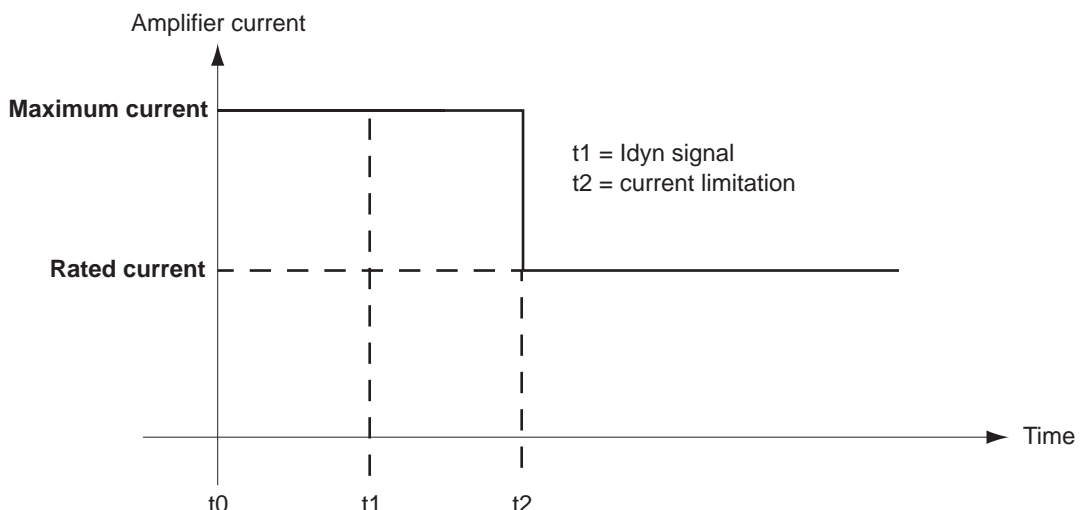 Amplifier current
Maximum current
t1 = Idyn signal
t2 = current limitation
Rated current
Time
t0
t1
t2